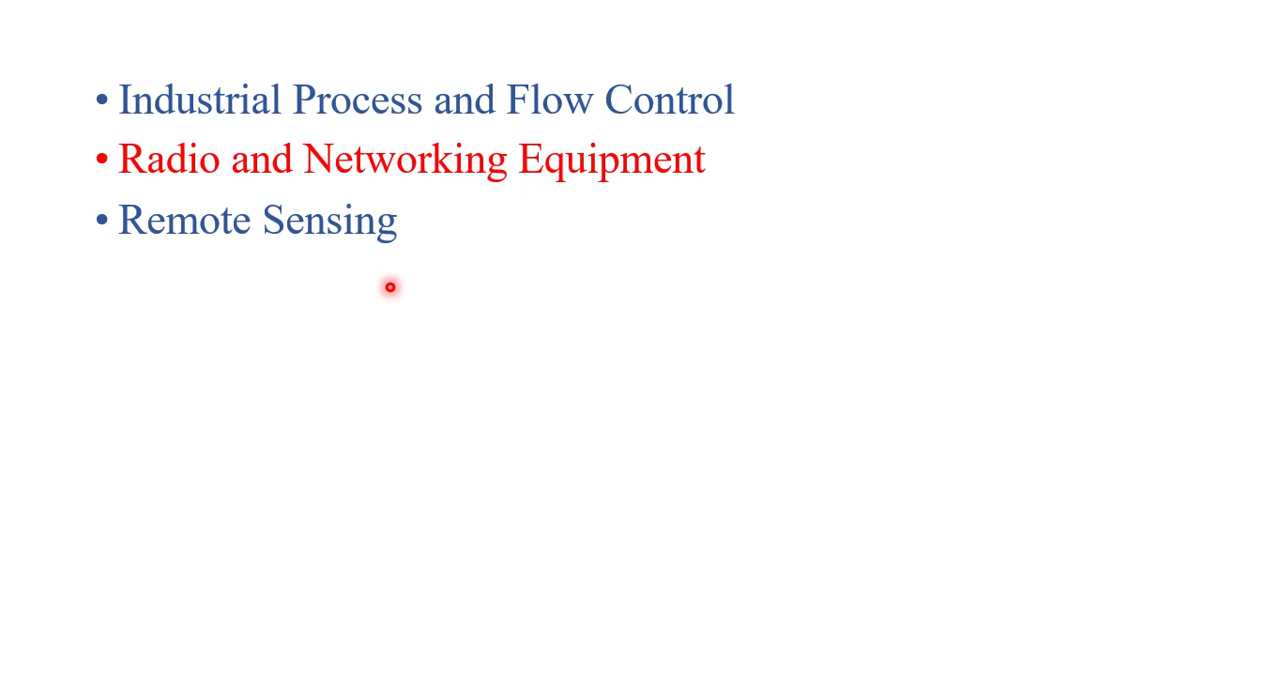 • Industrial Process and Flow Control
• Radio and Networking Equipment
• Remote Sensing